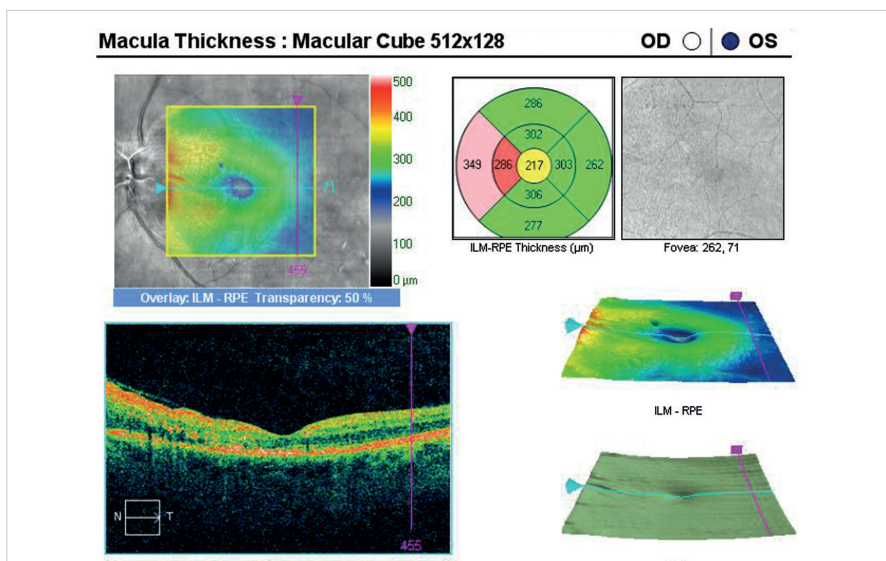 Macula Thickness : Macular Cube 512x128 OD OS
500
400
300
200
100
0 µm
71
455
Overlay: ILM - RPE Transparency: 50 %
286
302
349 286 217 303 262
306
277
ILM-RPE Thickness (µm)
Fovea: 262, 71
ILM - RPE
N T
455